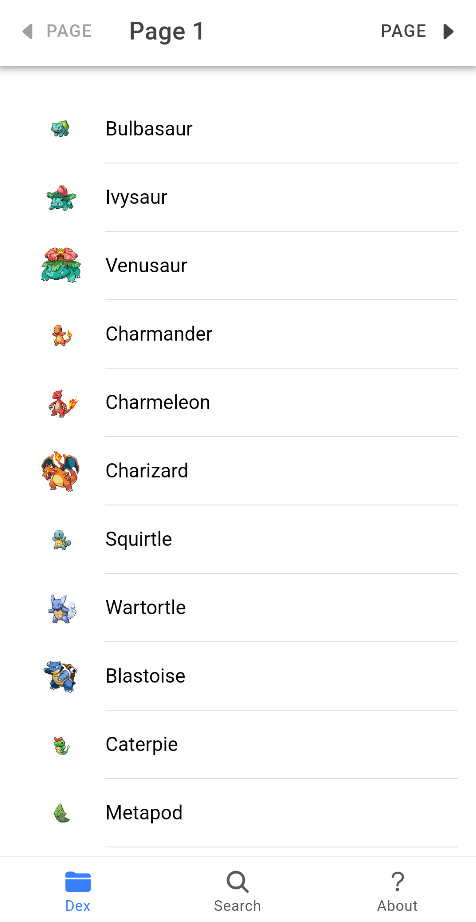 PAGE Page 1 PAGE
Bulbasaur
Ivysaur
Venusaur
Charmander
Charmeleon
Charizard
Squirtle
Wartortle
Blastoise
Caterpie
Metapod
Dex Search About